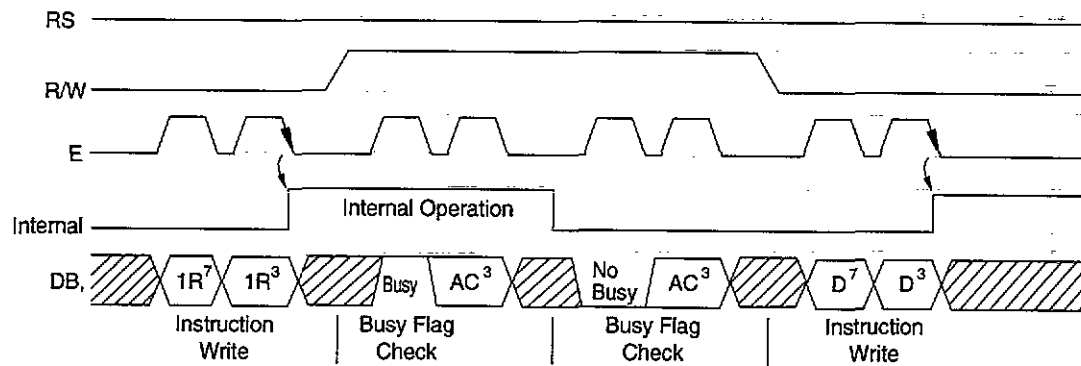 RS
R/W
E
Internal Operation
Internal
DB,
1R⁷
1R³
Busy
AC³
No
Busy
AC³
D⁷
D³
Instruction
Write
Busy Flag
Check
Busy Flag
Check
Instruction
Write